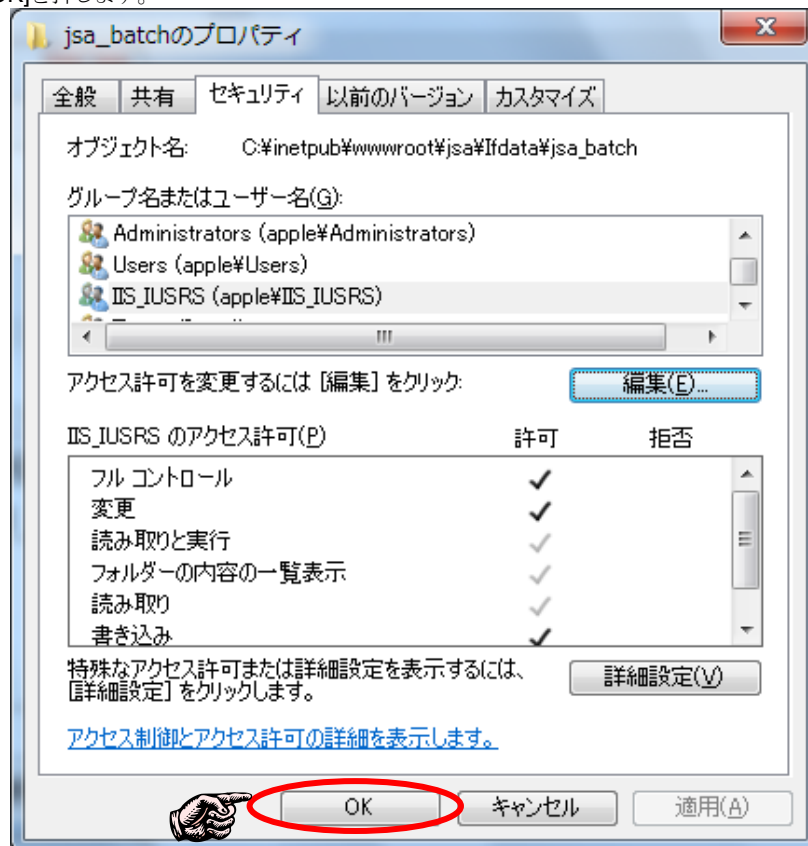 OK]を押します。
jsa_batchのプロパティ
全般 共有 セキュリティ 以前のバージョン カスタマイズ
オブジェクト名: C:¥inetpub¥wwwroot¥jsa¥Ifdata¥jsa_batch
グループ名またはユーザー名(G):
Administrators (apple¥Administrators)
Users (apple¥Users)
IIS_IUSRS (apple¥IIS_IUSRS)
アクセス許可を変更するには [編集] をクリック: 編集(E)...
IIS_IUSRS のアクセス許可(P) 許可 拒否
フル コントロール
変更
読み取りと実行
フォルダーの内容の一覧表示
読み取り
書き込み
特殊なアクセス許可または詳細設定を表示するには、 詳細設定(V)
[詳細設定] をクリックします。
アクセス制御とアクセス許可の詳細を表示します。
OK キャンセル 適用(A)